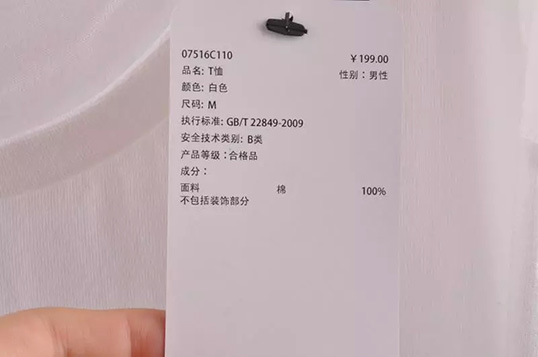 07516C110 ￥199.00
品名: T恤 性别：男性
颜色: 白色
尺码: M
执行标准: GB/T 22849-2009
安全技术类别: B类
产品等级：合格品
成分：
面料 棉 100%
不包括装饰部分